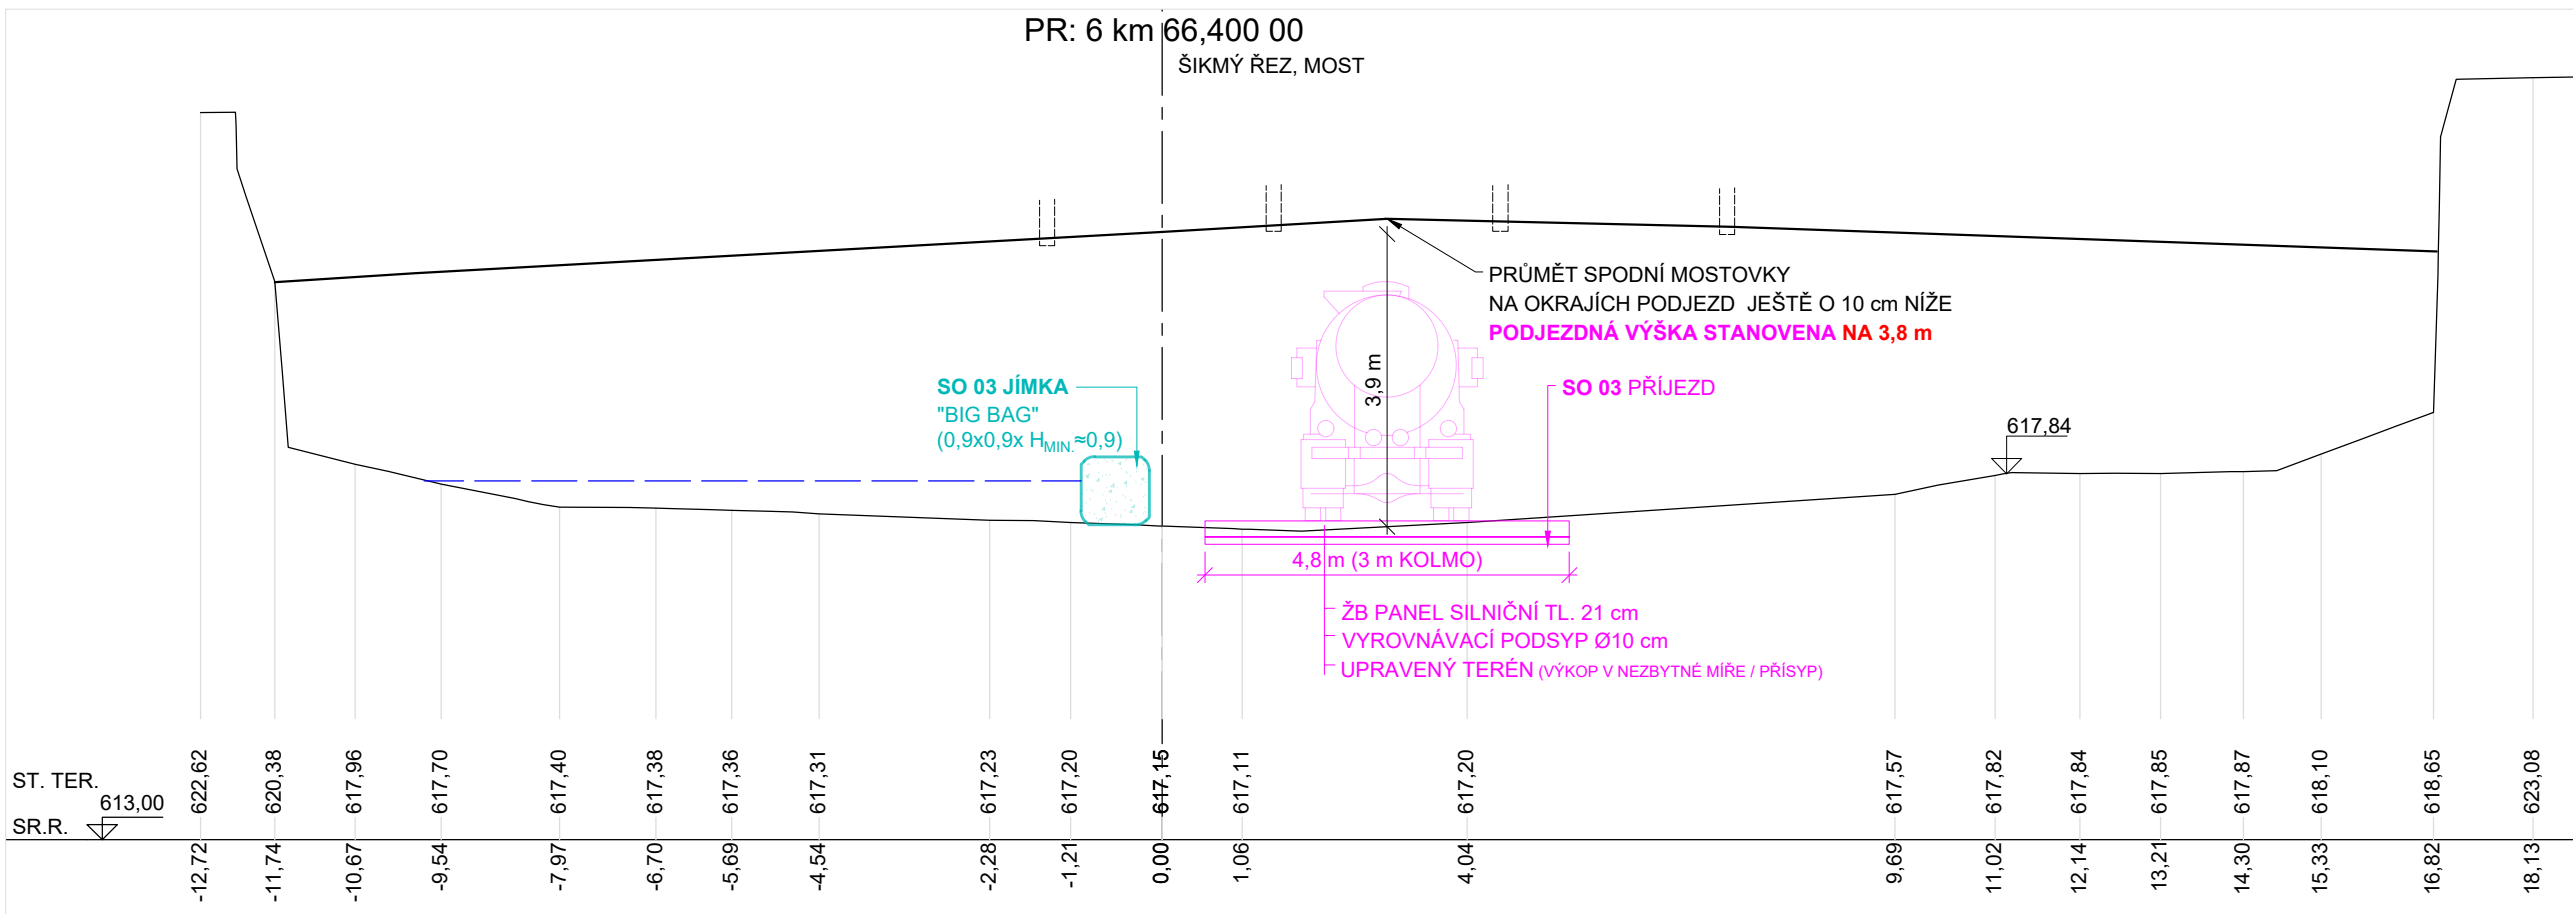 PR: 6 km 66,400 00
ŠIKMÝ ŘEZ, MOST
PRŮMĚT SPODNÍ MOSTOVKY
NA OKRAJÍCH PODJEZD JEŠTĚ O 10 cm NÍŽE
PODJEZDNÁ VÝŠKA STANOVENA NA 3,8 m
3,9 m
SO 03 JÍMKA
"BIG BAG"
(0,9x0,9x HMIN.≈0,9)
SO 03 PŘÍJEZD
617,84
4,8 m (3 m KOLMO)
ŽB PANEL SILNIČNÍ TL. 21 cm
VYROVNÁVACÍ PODSYP Ø10 cm
UPRAVENÝ TERÉN (VÝKOP V NEZBYTNÉ MÍŘE / PŘÍSYP)
ST. TER.
622,62
620,38
617,96
617,70
617,40
617,38
617,36
617,31
617,23
617,20
617,15
617,11
617,20
617,57
617,82
617,84
617,85
617,87
618,10
618,65
623,08
613,00
SR.R.
-12,72
-11,74
-10,67
-9,54
-7,97
-6,70
-5,69
-4,54
-2,28
-1,21
0,00
1,06
4,04
9,69
11,02
12,14
13,21
14,30
15,33
16,82
18,13